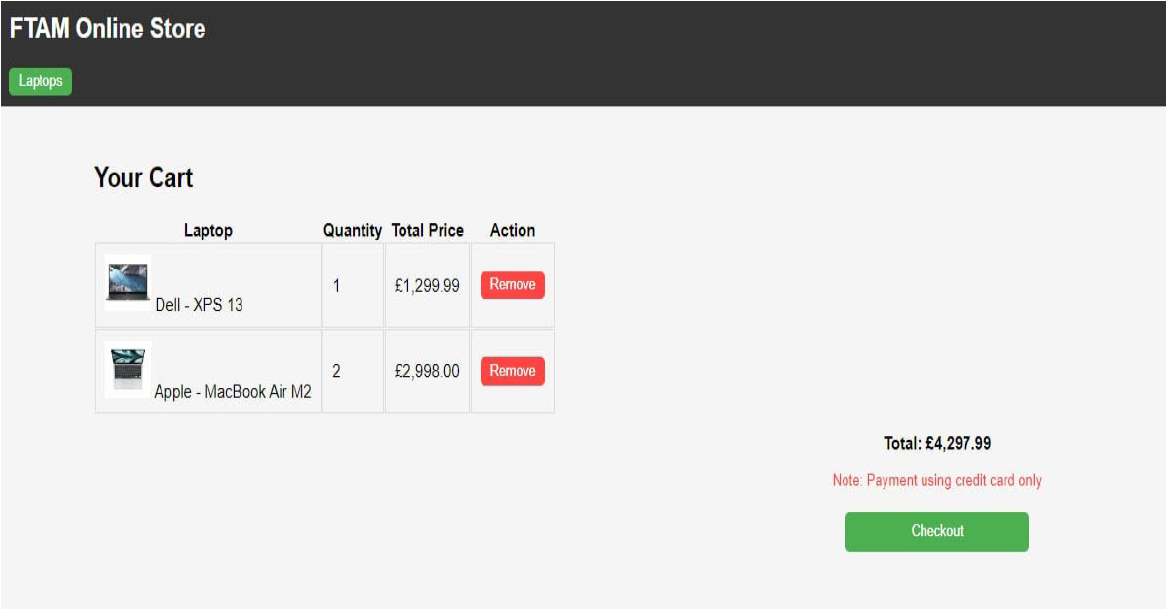 FTAM Online Store
Laptops
Your Cart
Laptop Quantity Total Price Action
Dell - XPS 13 1 £1,299.99 Remove
Apple - MacBook Air M2 2 £2,998.00 Remove
Total: £4,297.99
Note: Payment using credit card only
Checkout